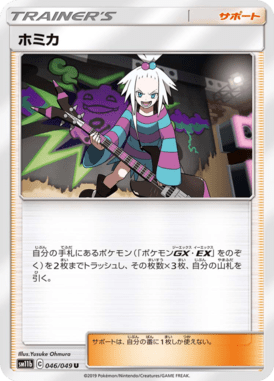 TRAINER'S
サポート
ホミカ
自分の手札にあるポケモン(「ポケモンGX・EX」をのぞ
く)を2枚までトラッシュし、その枚数×3枚、自分の山札を
引く。
Illus. Yusuke Ohmura
サポートは、自分の番に1枚しか使えない。
sm11b C 046/049 U
©2019 Pokémon/Nintendo/Creatures/GAME FREAK.